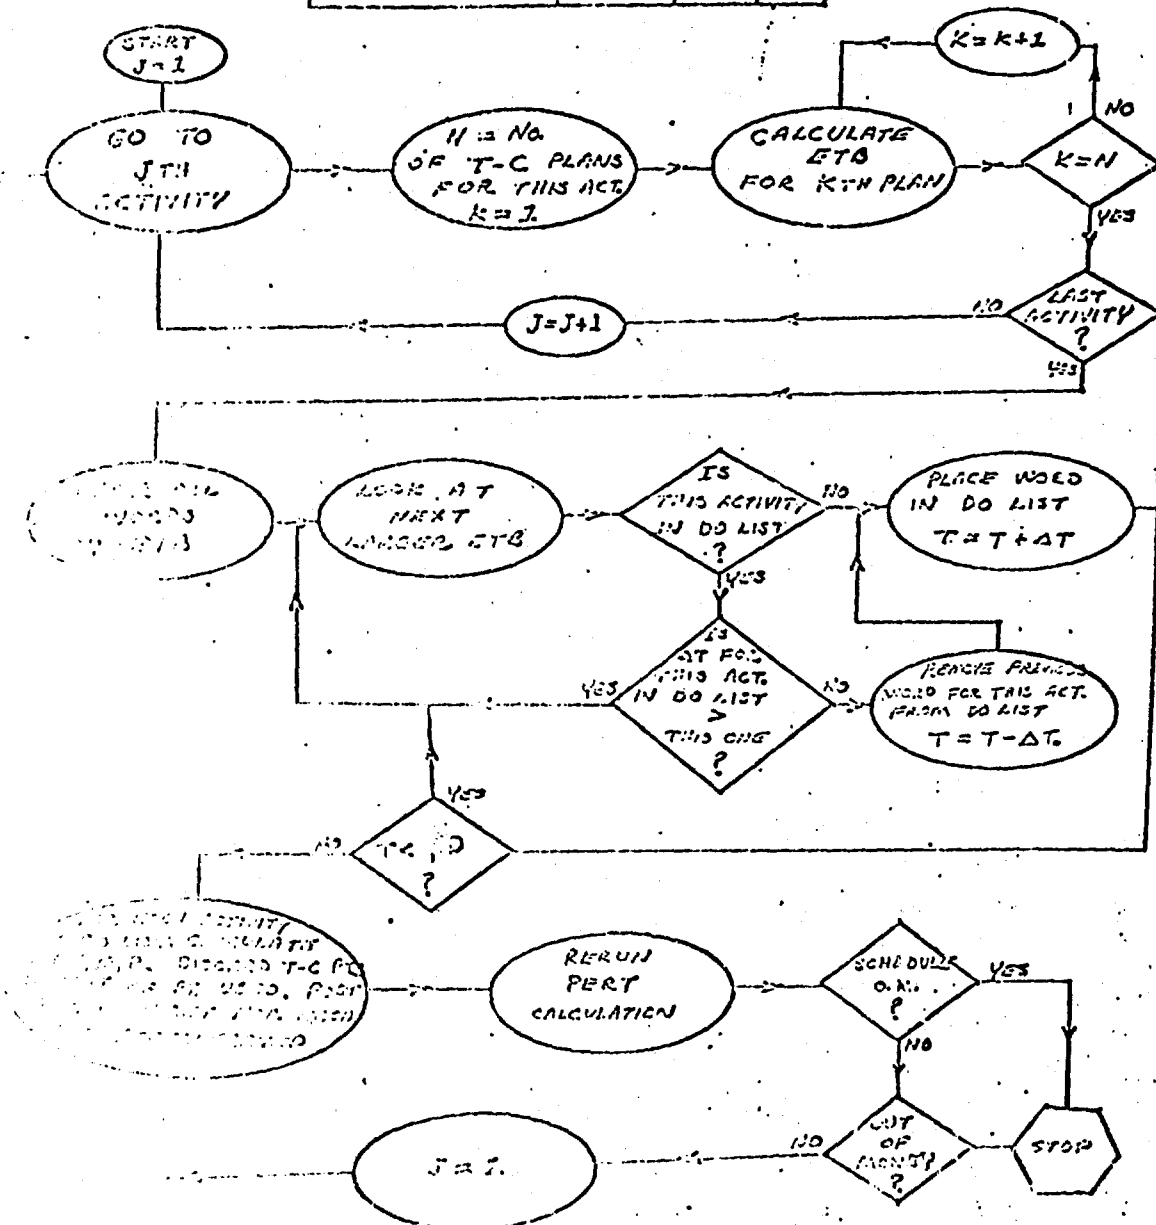 START
J=1
K=K+1
GO TO
JTH
ACTIVITY
N = NO.
OF T-C PLANS
FOR THIS ACT.
K=1
CALCULATE
ETB
FOR KTH PLAN
K=N
NO
YES
LAST
ACTIVITY
?
NO
YES
J=J+1
WORDS
LOOK AT
NEXT
LARGER ETB
IS
THIS ACTIVITY
IN DO LIST
?
NO
YES
PLACE WORD
IN DO LIST
T = T + ΔT
IS
ΔT FOR
THIS ACT.
IN DO LIST
>
THIS ONE
?
YES
NO
REMOVE PREVIOUS
WORD FOR THIS ACT.
FROM DO LIST
T = T - ΔT.
YES
NO
?
ACTIVITY
T-C
RERUN
PERT
CALCULATION
SCHEDULE
O.K.
?
YES
NO
OUT
OF
MONEY
?
NO
STOP
J = 1.